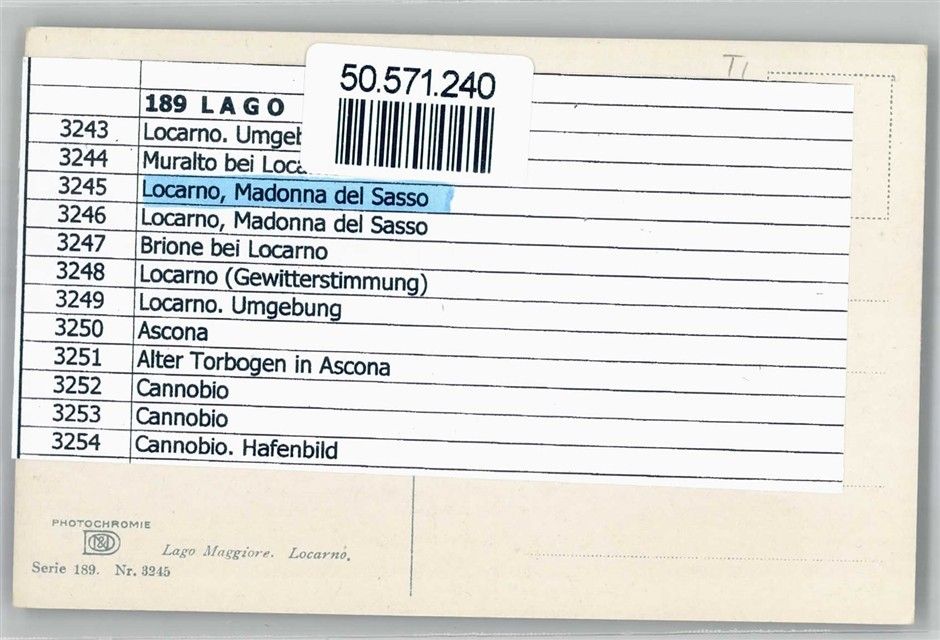 50.571.240
TI
189 LAGO
3243 Locarno. Umgeb
3244 Muralto bei Loca
3245 Locarno, Madonna del Sasso
3246 Locarno, Madonna del Sasso
3247 Brione bei Locarno
3248 Locarno (Gewitterstimmung)
3249 Locarno. Umgebung
3250 Ascona
3251 Alter Torbogen in Ascona
3252 Cannobio
3253 Cannobio
3254 Cannobio. Hafenbild
PHOTOCHROMIE
Lago Maggiore. Locarno.
Serie 189. Nr. 3245